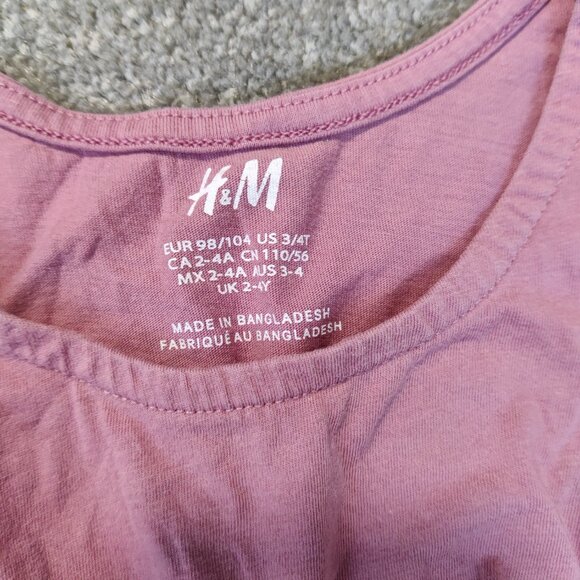 H&M
EUR 98/104 US 3/4T
CA 2-4A CN 110/56
MX 2-4A AUS 3-4
UK 2-4Y
MADE IN BANGLADESH
FABRIQUÉ AU BANGLADESH